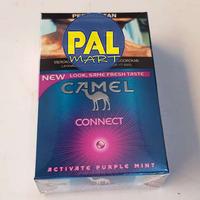 PAL
MART
NEW LOOK, SAME FRESH TASTE
CAMEL
CONNECT
ACTIVATE PURPLE MINT